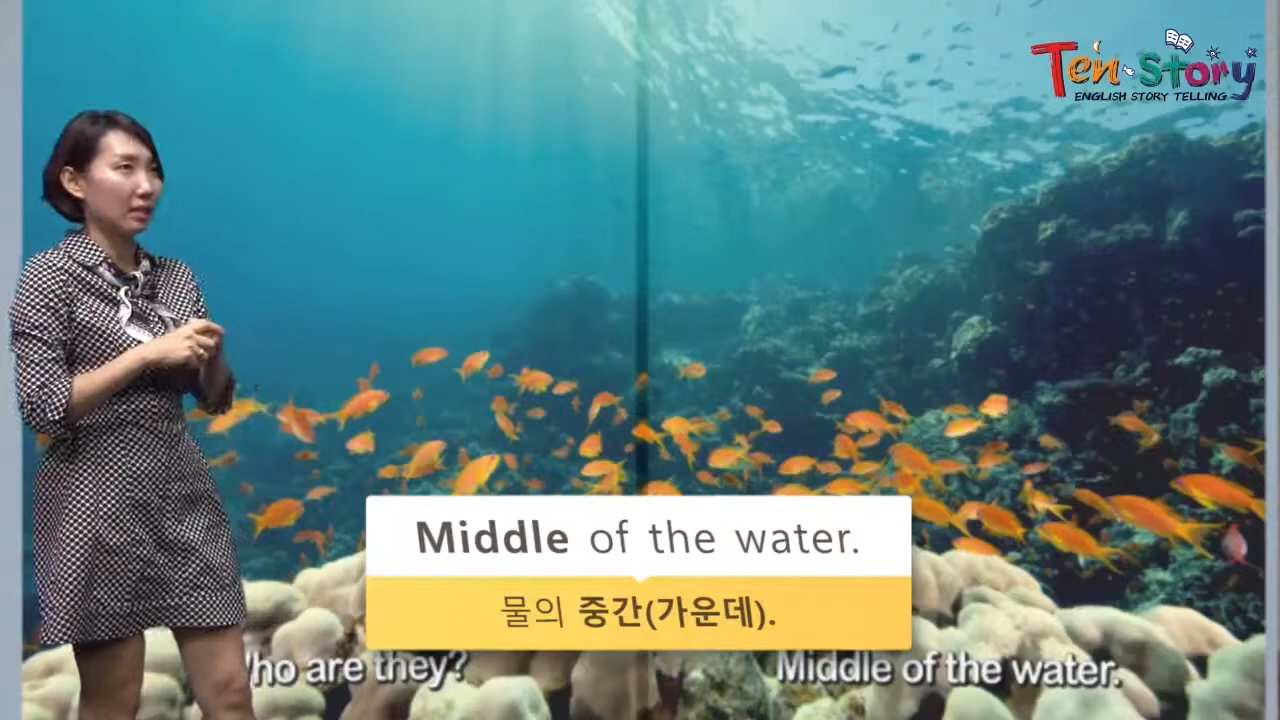 Ten Story
ENGLISH STORY TELLING
Middle of the water.
물의 중간(가운데).
ho are they?
Middle of the water.